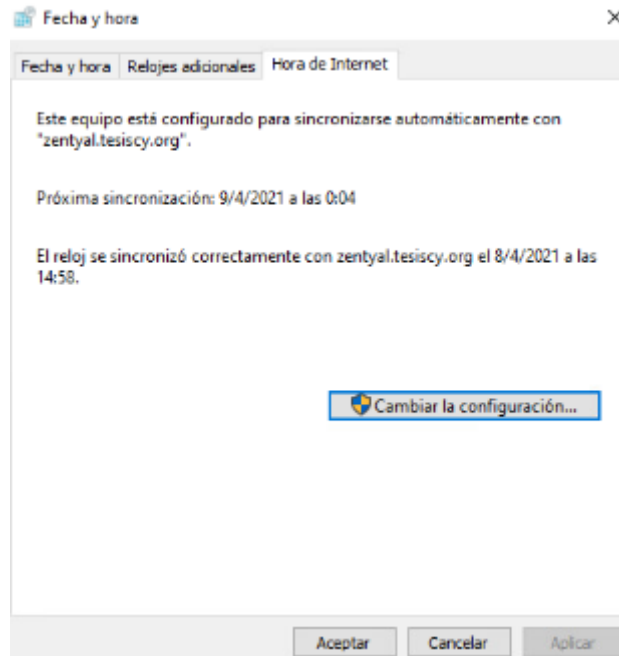 Fecha y hora
Fecha y hora Relojes adicionales Hora de Internet
Este equipo está configurado para sincronizarse automáticamente con
"zentyal.tesiscy.org".
Próxima sincronización: 9/4/2021 a las 0:04
El reloj se sincronizó correctamente con zentyal.tesiscy.org el 8/4/2021 a las
14:58.
Cambiar la configuración...
Aceptar Cancelar Aplicar